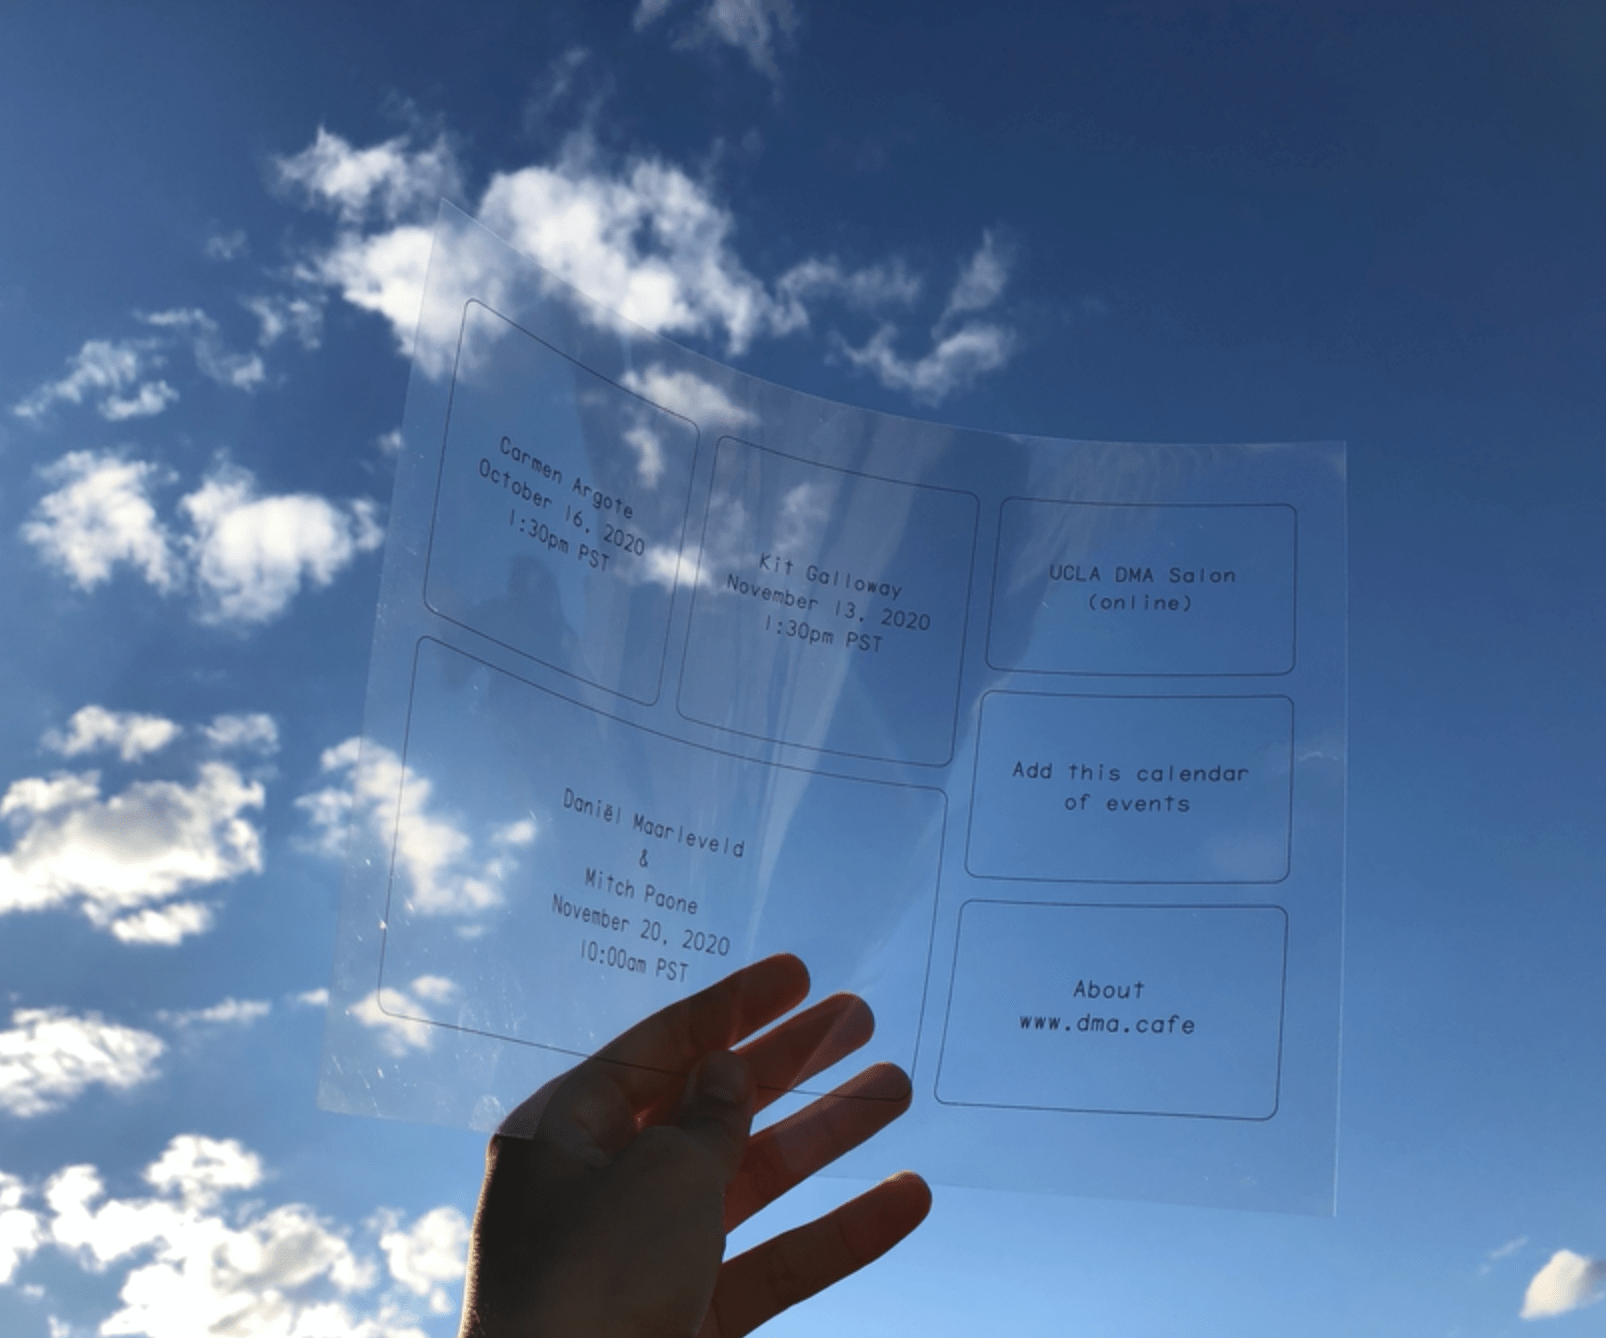 Carmen Argote
October 16, 2020
1:30pm PST
Kit Galloway
November 13, 2020
1:30pm PST
UCLA DMA Salon
(online)
Add this calendar
of events
Daniël Maarleveld
&
Mitch Paone
November 20, 2020
10:00am PST
About
www.dma.cafe